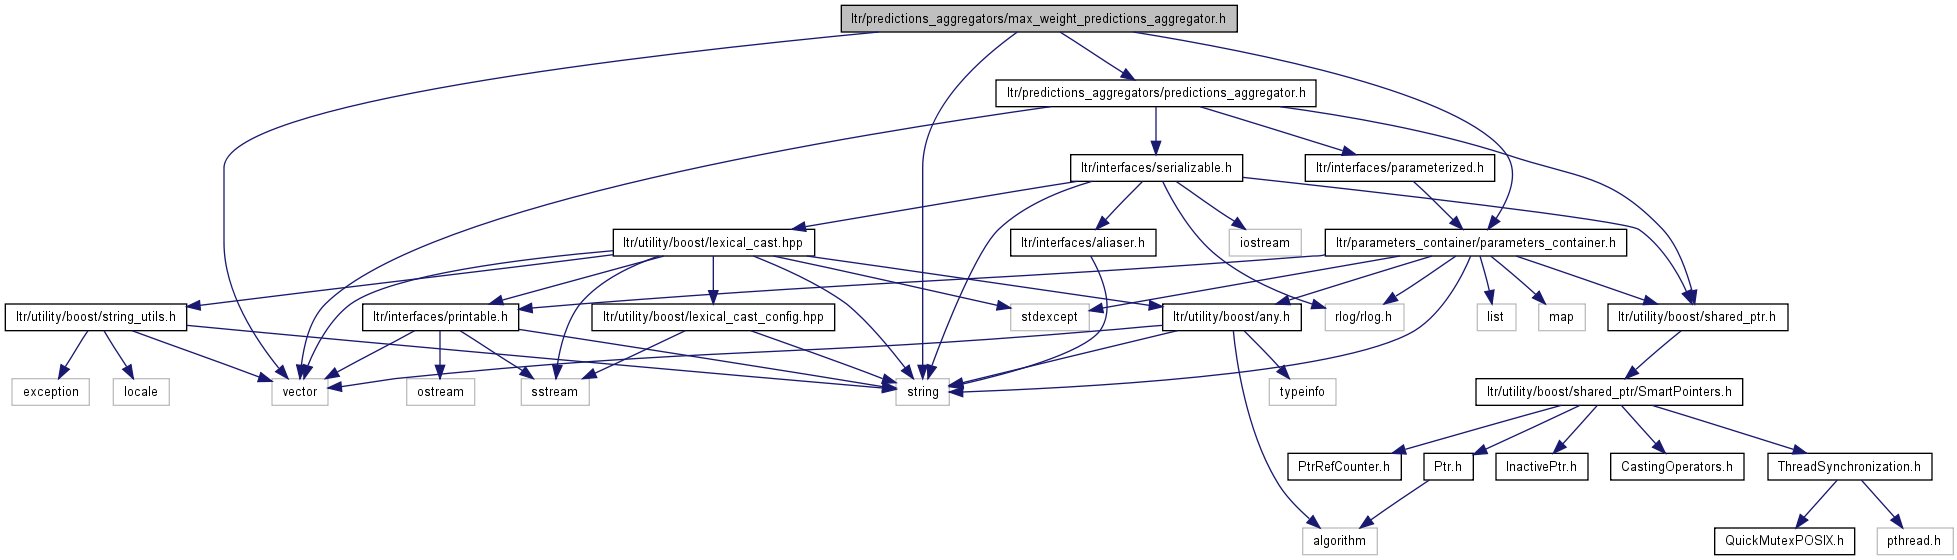 ltr/predictions_aggregators/max_weight_predictions_aggregator.h
ltr/predictions_aggregators/predictions_aggregator.h
ltr/interfaces/serializable.h
ltr/interfaces/parameterized.h
ltr/utility/boost/lexical_cast.hpp
ltr/interfaces/aliaser.h
iostream
ltr/parameters_container/parameters_container.h
ltr/utility/boost/string_utils.h
ltr/interfaces/printable.h
ltr/utility/boost/lexical_cast_config.hpp
stdexcept
ltr/utility/boost/any.h
rlog/rlog.h
list
map
ltr/utility/boost/shared_ptr.h
exception
locale
vector
ostream
sstream
string
typeinfo
ltr/utility/boost/shared_ptr/SmartPointers.h
PtrRefCounter.h
Ptr.h
InactivePtr.h
CastingOperators.h
ThreadSynchronization.h
algorithm
QuickMutexPOSIX.h
pthread.h